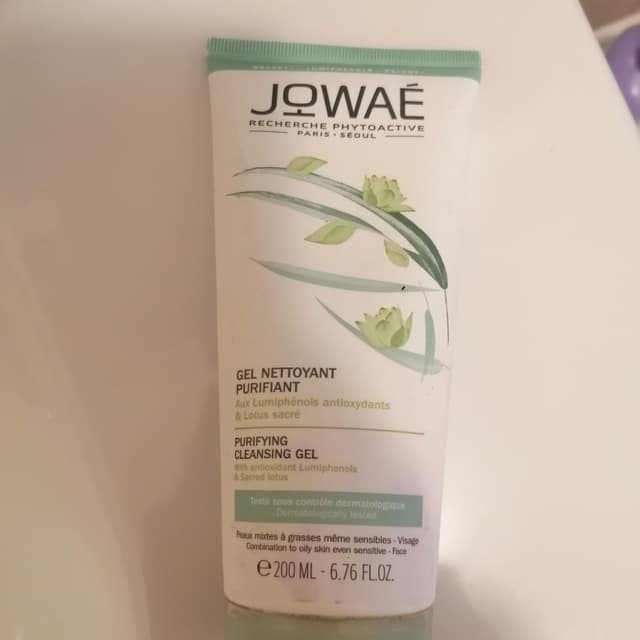 JOWAÉ
RECHERCHE PHYTOACTIVE
PARIS • SÉOUL
GEL NETTOYANT
PURIFIANT
Aux Lumiphénols antioxydants
& Lotus sacré
PURIFYING
CLEANSING GEL
With antioxidant Lumiphenols
& Sacred lotus
Testé sous contrôle dermatologique
Dermatologically tested
Peaux mixtes à grasses même sensibles - Visage
Combination to oily skin even sensitive - Face
℮ 200 ML - 6.76 FL.OZ.